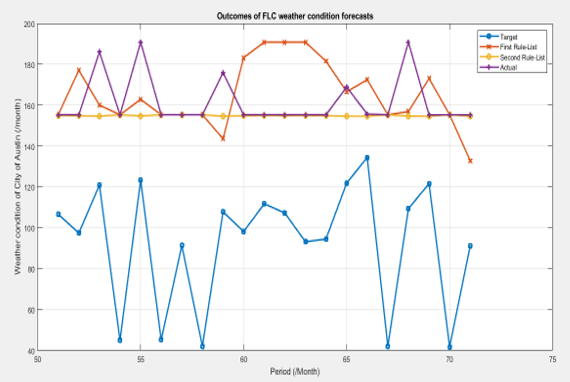 Outcomes of FLC weather condition forecasts
200
180
160
140
120
100
80
60
40
Weather condition of City of Austin (/month)
50
55
60
65
70
75
Period (/Month)
Target
First Rule-List
Second Rule-List
Actual